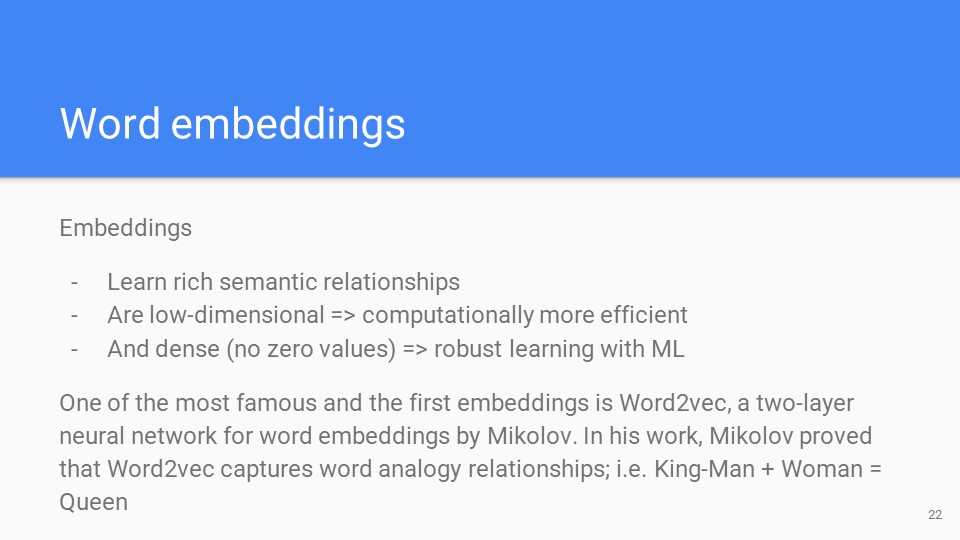 Word embeddings
Embeddings
- Learn rich semantic relationships
- Are low-dimensional => computationally more efficient
- And dense (no zero values) => robust learning with ML
One of the most famous and the first embeddings is Word2vec, a two-layer
neural network for word embeddings by Mikolov. In his work, Mikolov proved
that Word2vec captures word analogy relationships; i.e. King-Man + Woman =
Queen
22